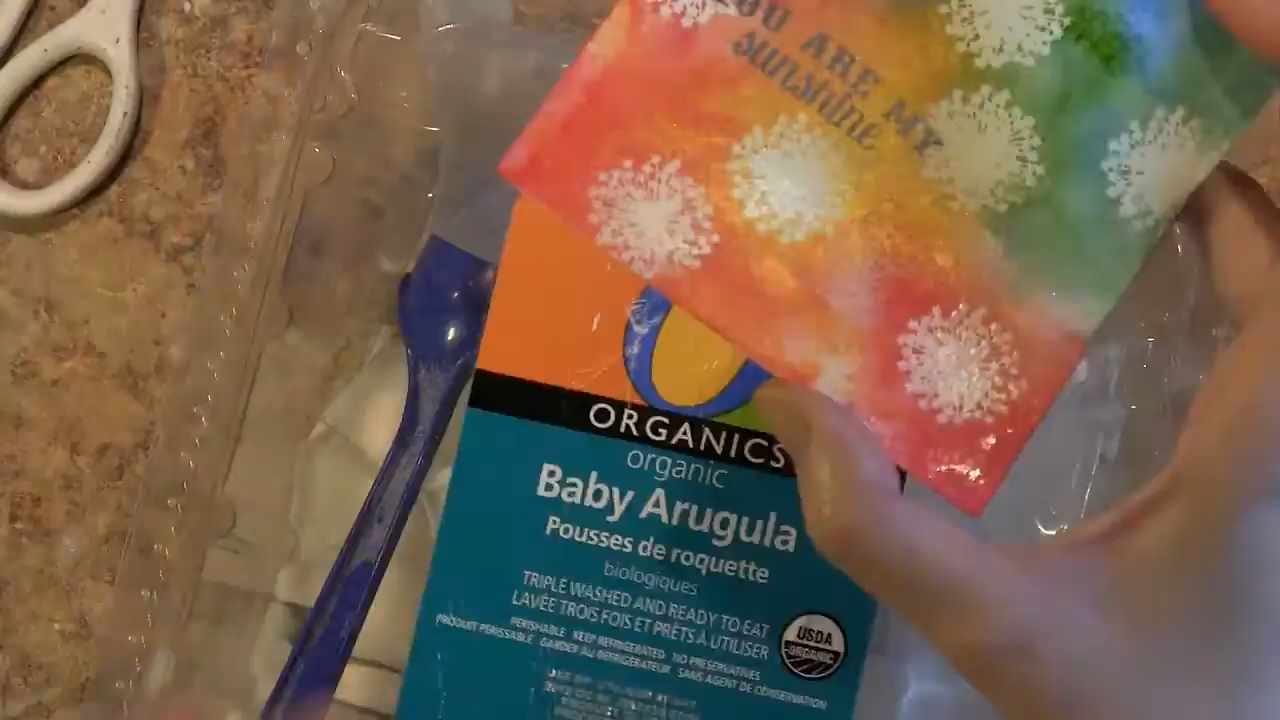 YOU ARE MY
sunshine
ORGANICS
organic
Baby Arugula
Pousses de roquette
biologiques
TRIPLE WASHED AND READY TO EAT
LAVÉE TROIS FOIS ET PRÊTS À UTILISER
PERISHABLE KEEP REFRIGERATED NO PRESERVATIVES
PRODUIT PÉRISSABLE GARDER AU RÉFRIGÉRATEUR SANS AGENT DE CONSERVATION
USDA
ORGANIC